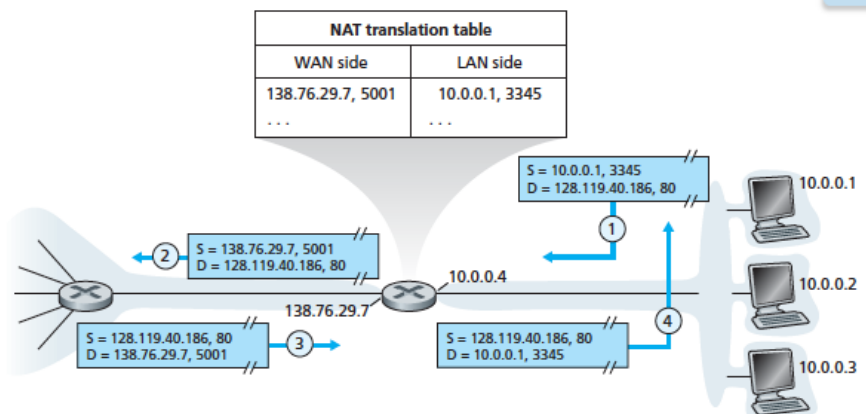 NAT translation table
WAN side LAN side
138.76.29.7, 5001 10.0.0.1, 3345
. . . . . .
S = 10.0.0.1, 3345
D = 128.119.40.186, 80
10.0.0.1
1
2
S = 138.76.29.7, 5001
D = 128.119.40.186, 80
10.0.0.4
10.0.0.2
138.76.29.7
4
S = 128.119.40.186, 80
D = 138.76.29.7, 5001
3
S = 128.119.40.186, 80
D = 10.0.0.1, 3345
10.0.0.3